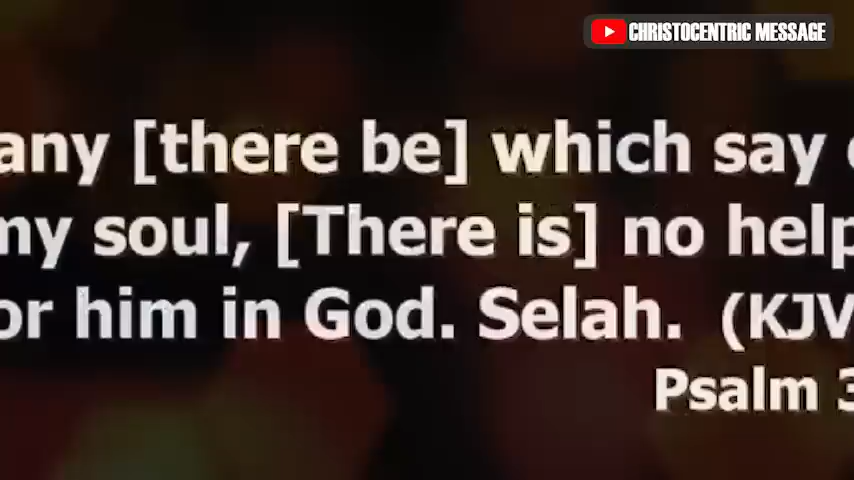 CHRISTOCENTRIC MESSAGE
any [there be] which say
my soul, [There is] no help
or him in God. Selah. (KJV
Psalm 3